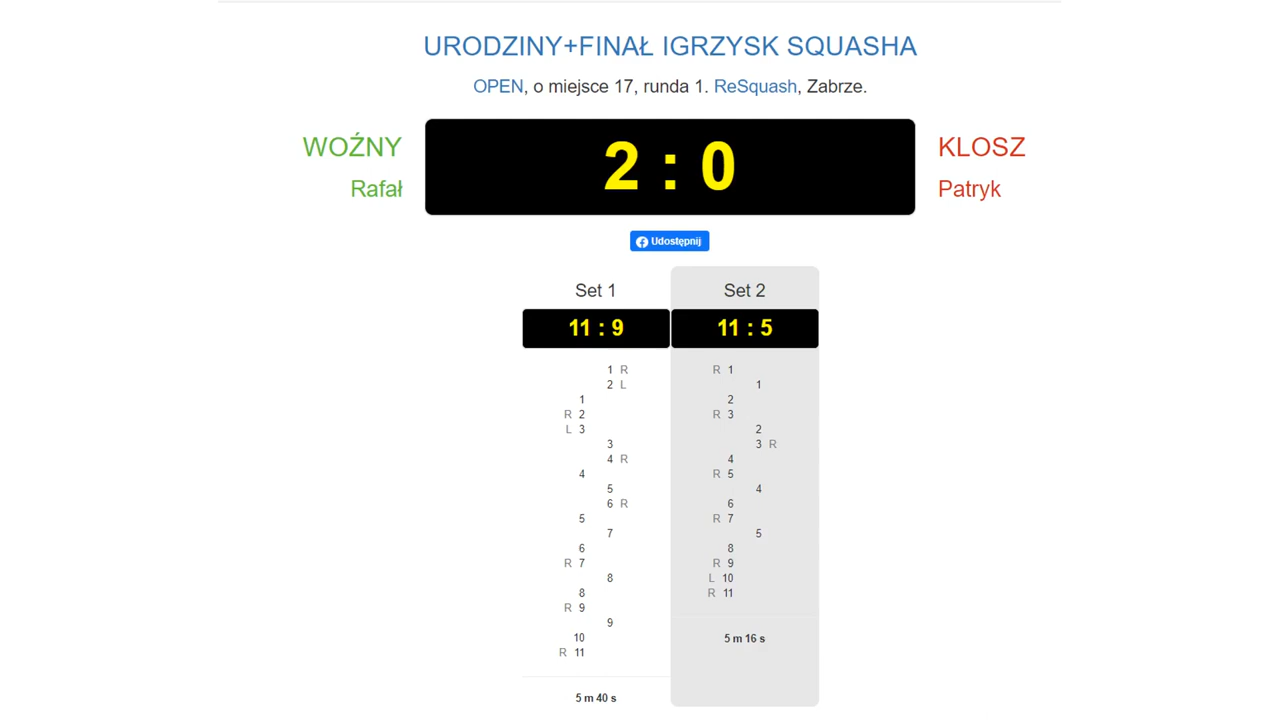 URODZINY+FINAŁ IGRZYSK SQUASHA
OPEN, o miejsce 17, runda 1. ReSquash, Zabrze.
WOŹNY
Rafał
2 : 0
KLOSZ
Patryk
Udostępnij
Set 1
11 : 9
1 R
2 L
1
R 2
L 3
3
4 R
4
5
6 R
5
7
6
R 7
8
8
R 9
9
10
R 11
5 m 40 s
Set 2
11 : 5
R 1
1
2
R 3
2
3 R
4
R 5
4
6
R 7
5
8
R 9
L 10
R 11
5 m 16 s